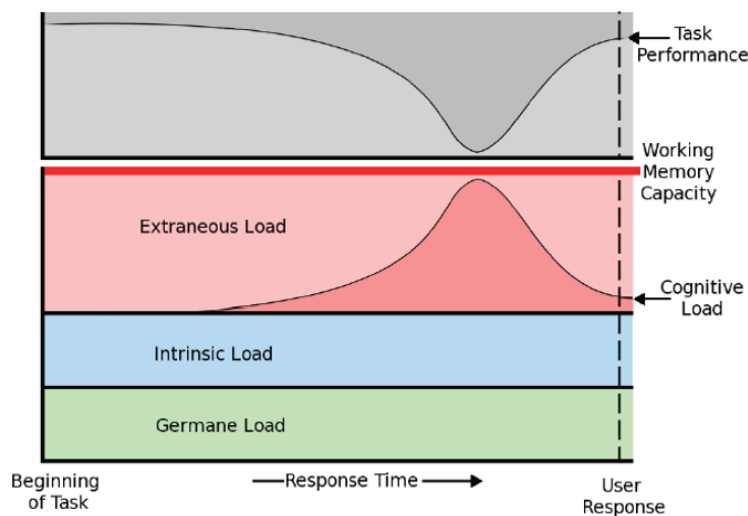 Task
Performance
Working
Memory
Capacity
Extraneous Load
Cognitive
Load
Intrinsic Load
Germane Load
Beginning
of Task
Response Time
User
Response